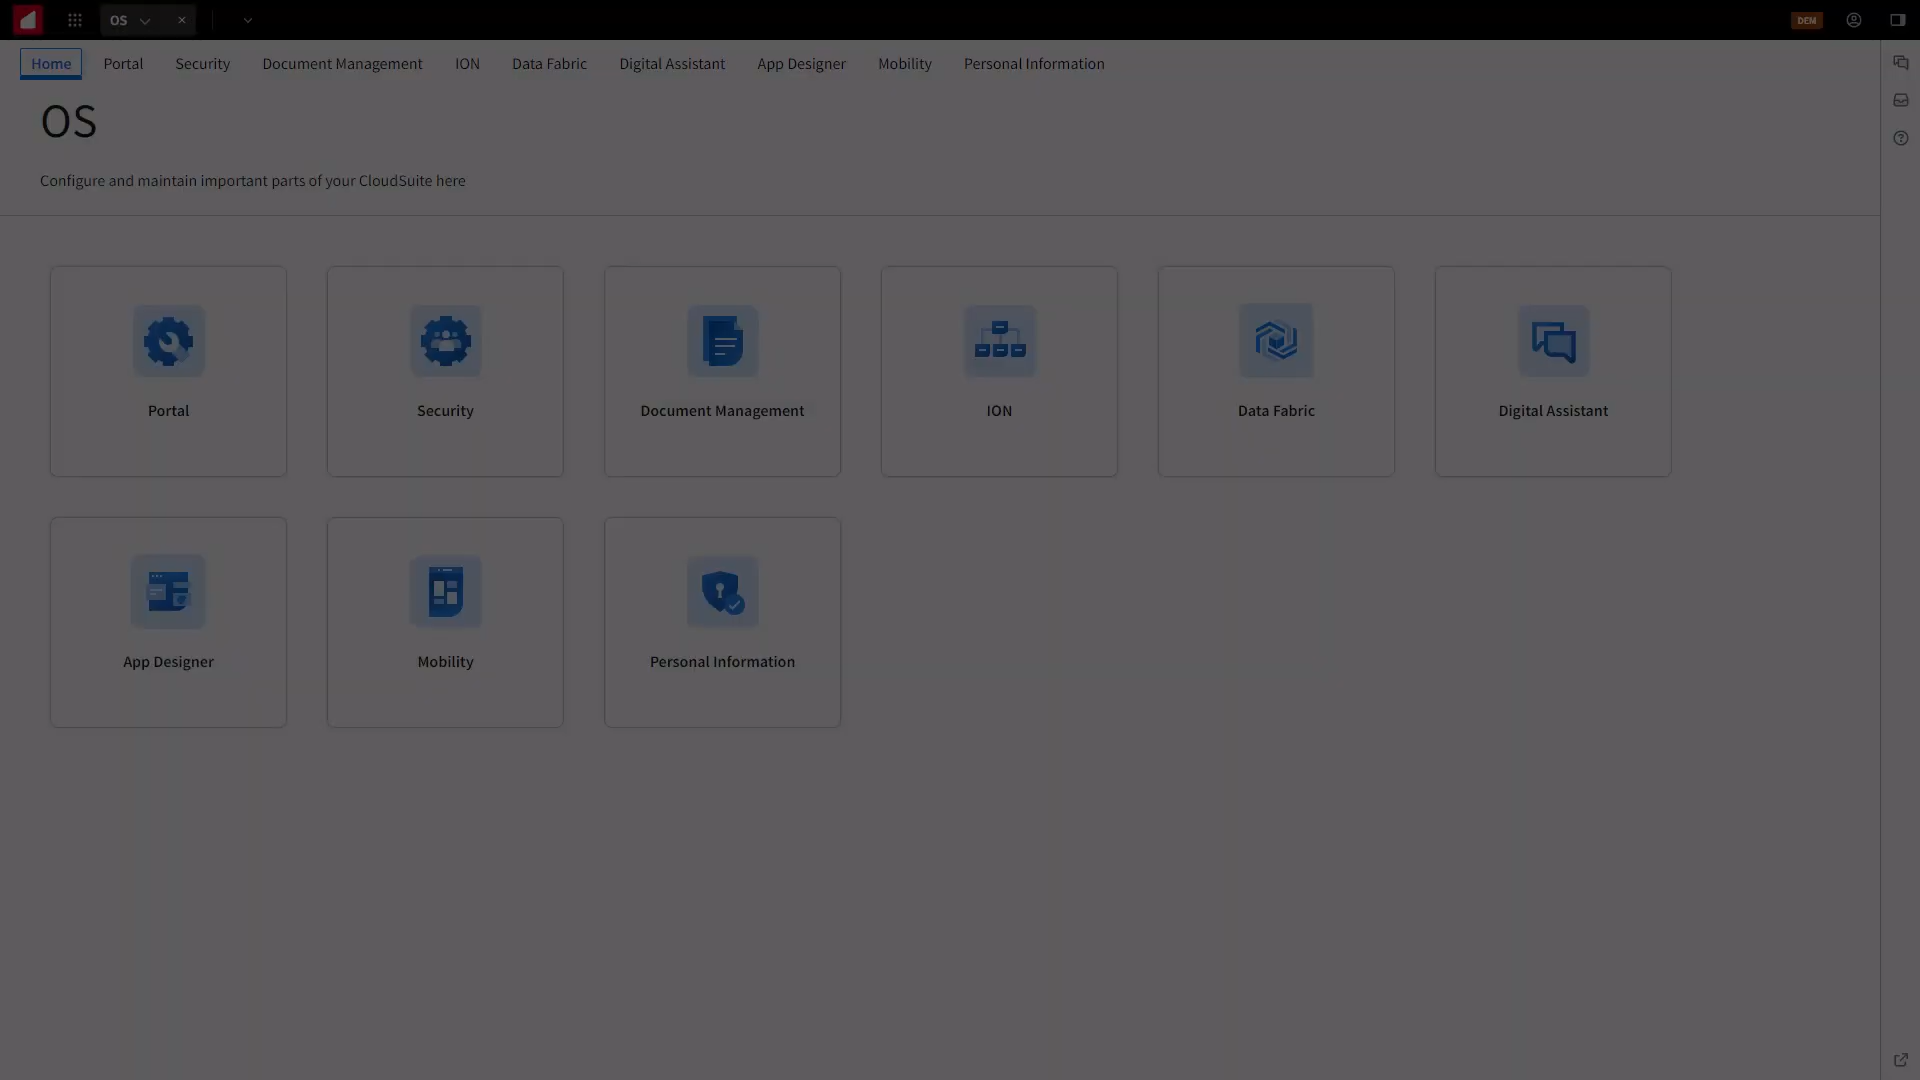 OS
DEM
Home Portal Security Document Management ION Data Fabric Digital Assistant App Designer Mobility Personal Information
OS
Configure and maintain important parts of your CloudSuite here
Portal Security Document Management ION Data Fabric Digital Assistant
App Designer Mobility Personal Information